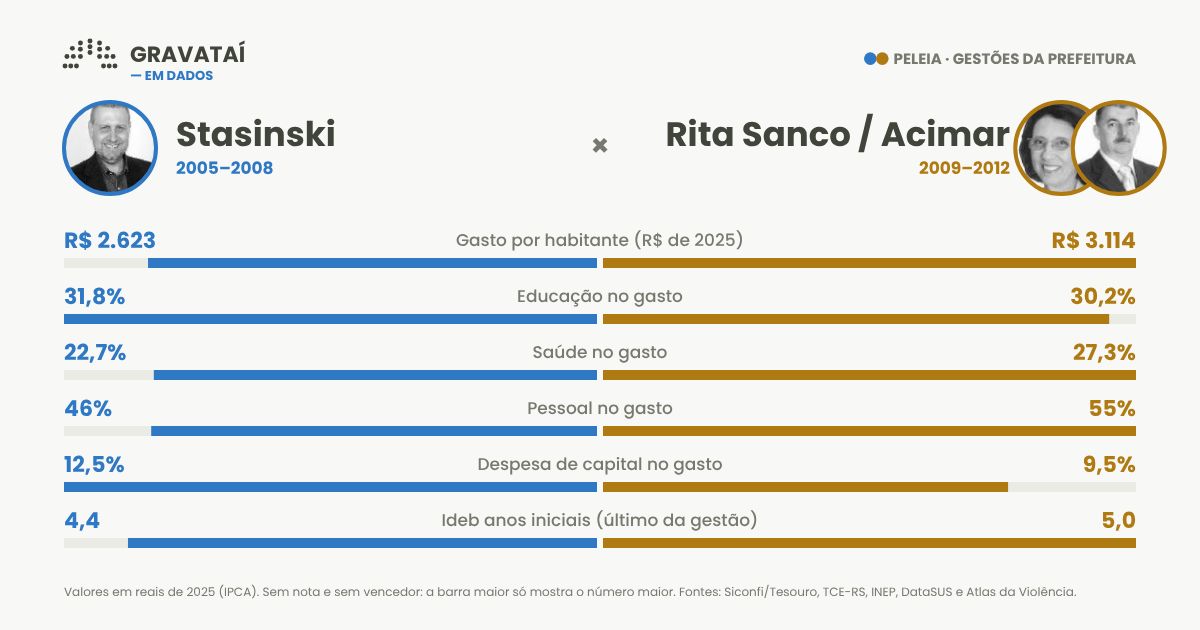 GRAVATAÍ
— EM DADOS
PELEIA · GESTÕES DA PREFEITURA
Stasinski
2005–2008
×
Rita Sanco / Acimar
2009–2012
R$ 2.623 Gasto por habitante (R$ de 2025) R$ 3.114
31,8% Educação no gasto 30,2%
22,7% Saúde no gasto 27,3%
46% Pessoal no gasto 55%
12,5% Despesa de capital no gasto 9,5%
4,4 Ideb anos iniciais (último da gestão) 5,0
Valores em reais de 2025 (IPCA). Sem nota e sem vencedor: a barra maior só mostra o número maior. Fontes: Siconfi/Tesouro, TCE-RS, INEP, DataSUS e Atlas da Violência.